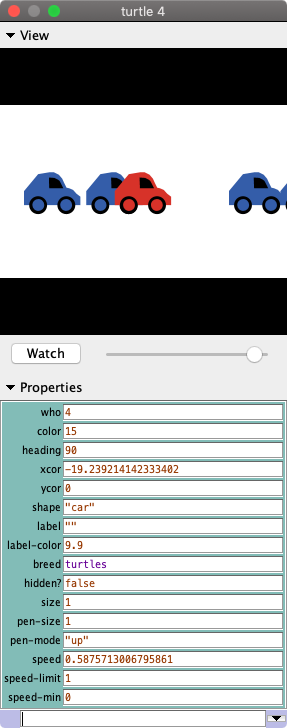 turtle 4
View
Watch
Properties
who 4
color 15
heading 90
xcor -19.239214142333402
ycor 0
shape "car"
label ""
label-color 9.9
breed turtles
hidden? false
size 1
pen-size 1
pen-mode "up"
speed 0.5875713006795861
speed-limit 1
speed-min 0